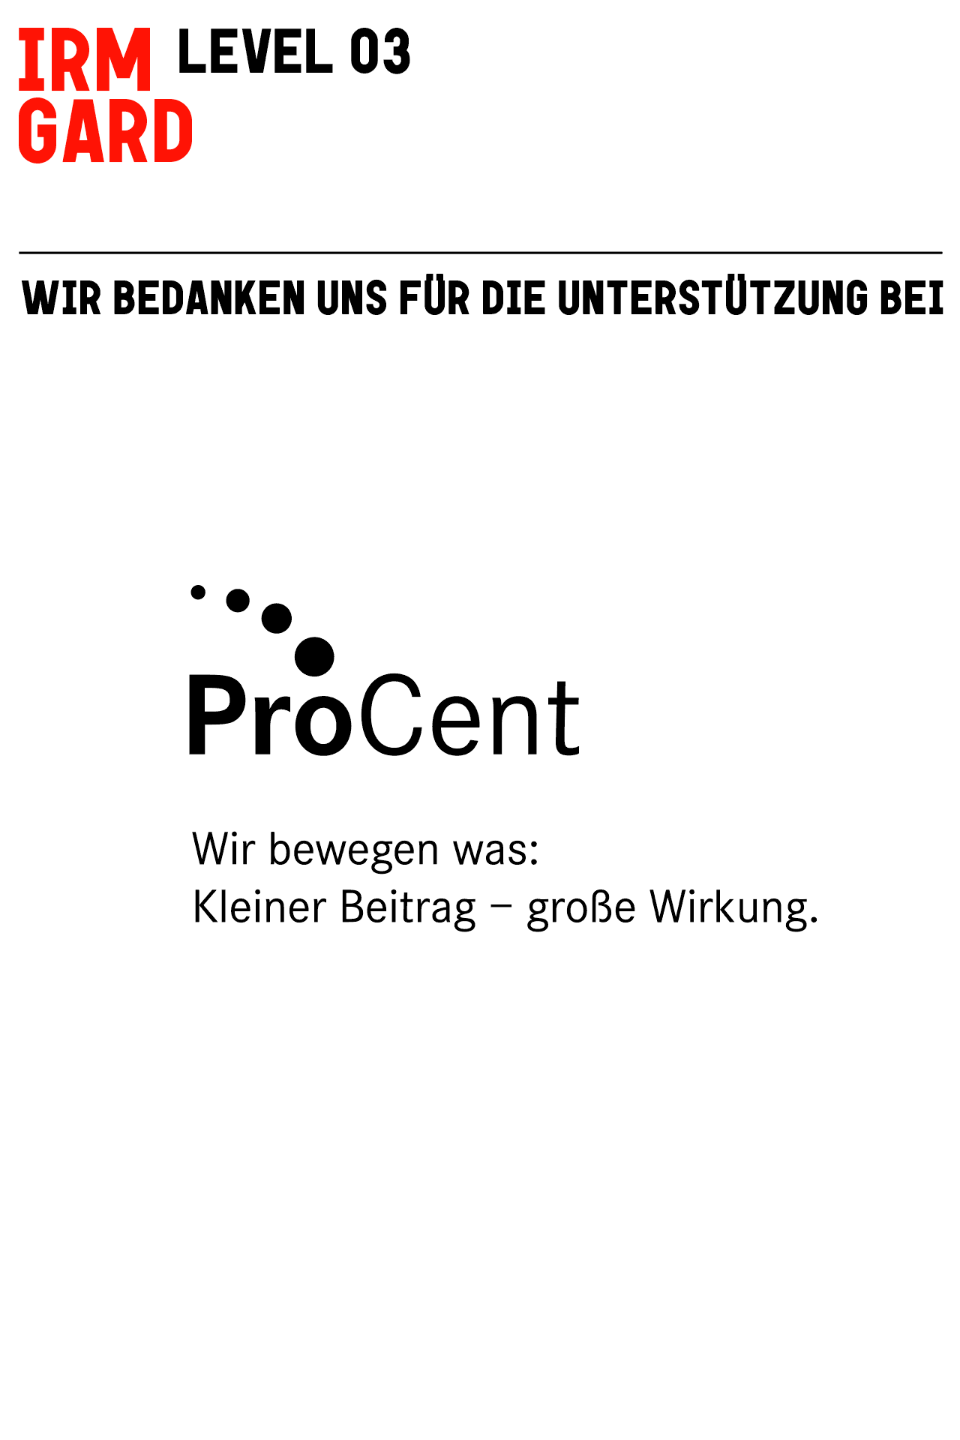 IRM LEVEL 03
GARD
WIR BEDANKEN UNS FÜR DIE UNTERSTÜTZUNG BEI
ProCent
Wir bewegen was:
Kleiner Beitrag – große Wirkung.